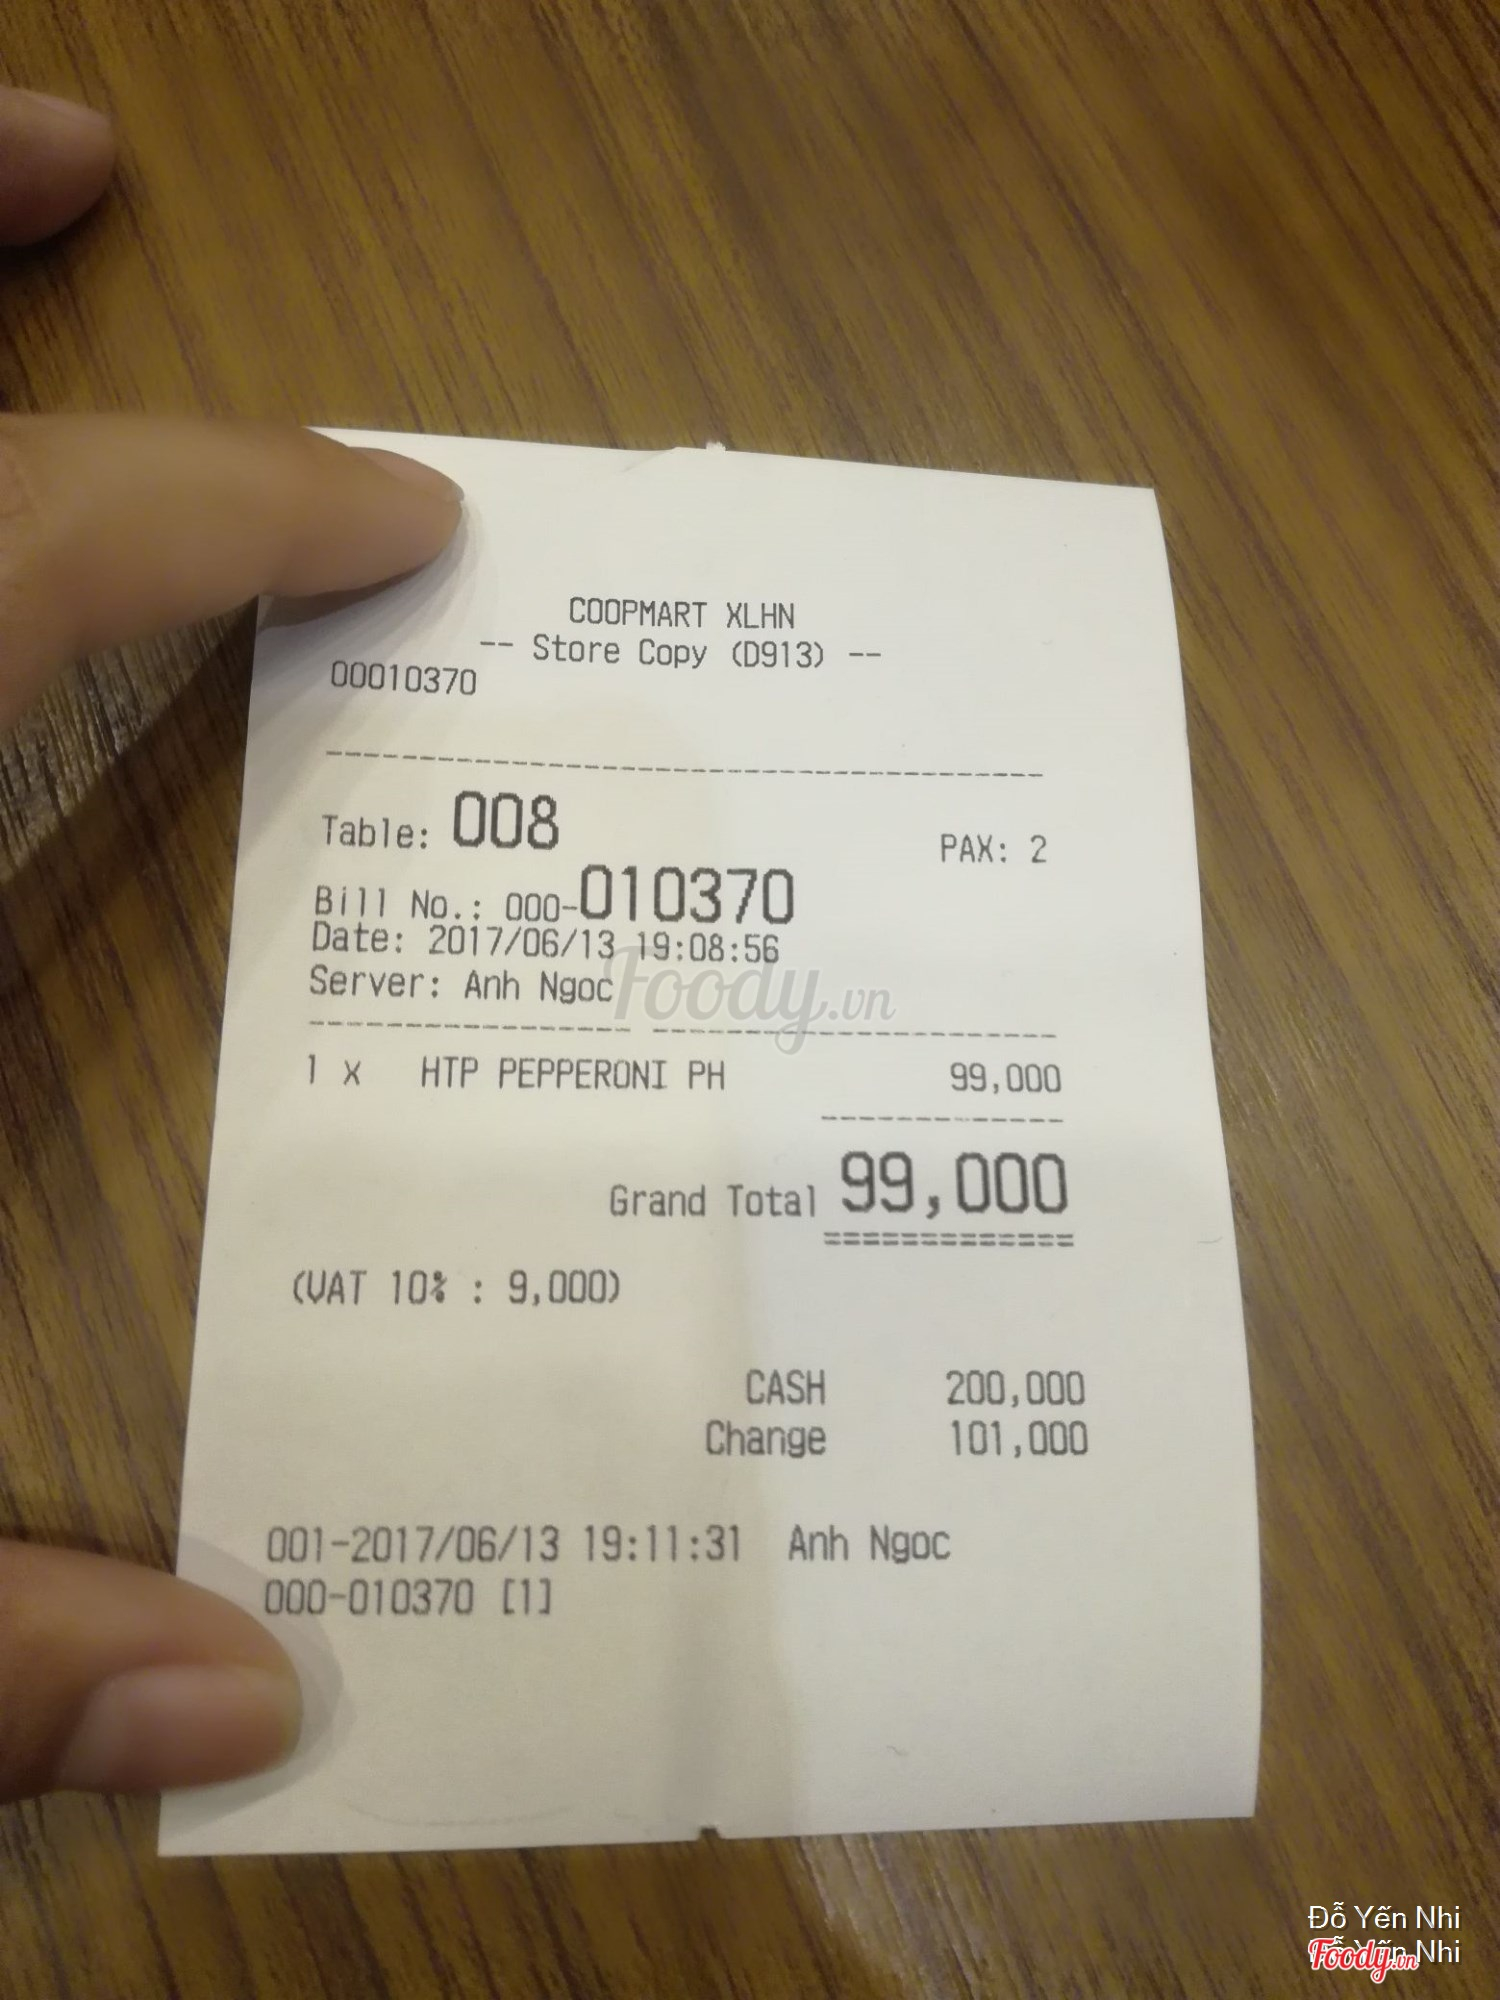 COOPMART XLHN
-- Store Copy (D913) --
00010370
Table: 008 PAX: 2
Bill No.: 000-010370
Date: 2017/06/13 19:08:56
Server: Anh Ngoc
Foody.vn
1 x HTP PEPPERONI PH 99,000
Grand Total 99,000
(VAT 10% : 9,000)
CASH 200,000
Change 101,000
001-2017/06/13 19:11:31 Anh Ngoc
000-010370 [1]
Đỗ Yến Nhi
Đỗ Yến Nhi
Foody.vn